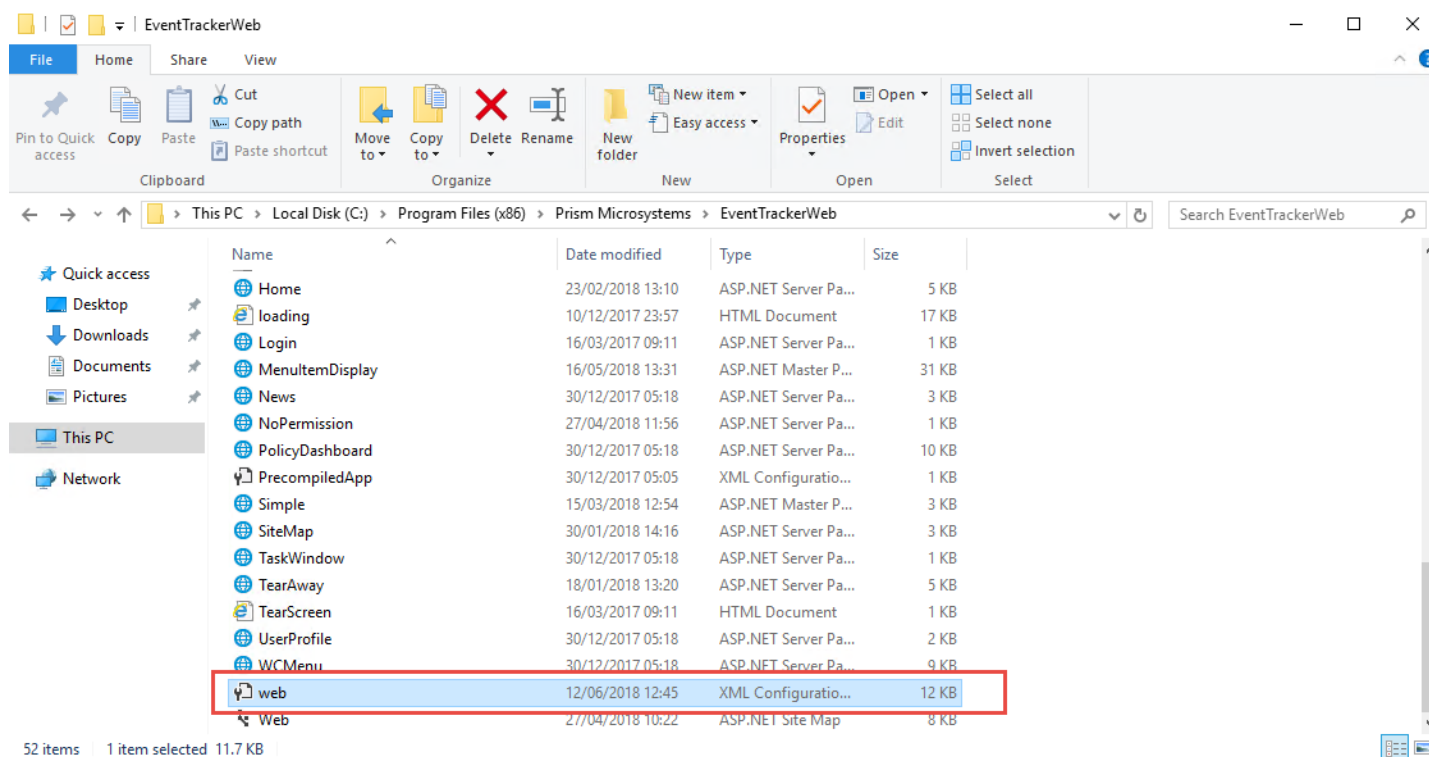 EventTrackerWeb
File Home Share View
Pin to Quick access
Copy
Paste
Cut
Copy path
Paste shortcut
Clipboard
Move to
Copy to
Delete
Rename
Organize
New folder
New item
Easy access
New
Properties
Open
Edit
Open
Select all
Select none
Invert selection
Select
This PC > Local Disk (C:) > Program Files (x86) > Prism Microsystems > EventTrackerWeb
Search EventTrackerWeb
Quick access
Desktop
Downloads
Documents
Pictures
This PC
Network
Name Date modified Type Size
Home 23/02/2018 13:10 ASP.NET Server Pa... 5 KB
loading 10/12/2017 23:57 HTML Document 17 KB
Login 16/03/2017 09:11 ASP.NET Server Pa... 1 KB
MenuItemDisplay 16/05/2018 13:31 ASP.NET Master P... 31 KB
News 30/12/2017 05:18 ASP.NET Server Pa... 3 KB
NoPermission 27/04/2018 11:56 ASP.NET Server Pa... 1 KB
PolicyDashboard 30/12/2017 05:18 ASP.NET Server Pa... 10 KB
PrecompiledApp 30/12/2017 05:05 XML Configuratio... 1 KB
Simple 15/03/2018 12:54 ASP.NET Master P... 3 KB
SiteMap 30/01/2018 14:16 ASP.NET Server Pa... 3 KB
TaskWindow 30/12/2017 05:18 ASP.NET Server Pa... 1 KB
TearAway 18/01/2018 13:20 ASP.NET Server Pa... 5 KB
TearScreen 16/03/2017 09:11 HTML Document 1 KB
UserProfile 30/12/2017 05:18 ASP.NET Server Pa... 2 KB
WCMenu 30/12/2017 05:18 ASP.NET Server Pa... 9 KB
web 12/06/2018 12:45 XML Configuratio... 12 KB
Web 27/04/2018 10:22 ASP.NET Site Map 8 KB
52 items 1 item selected 11.7 KB